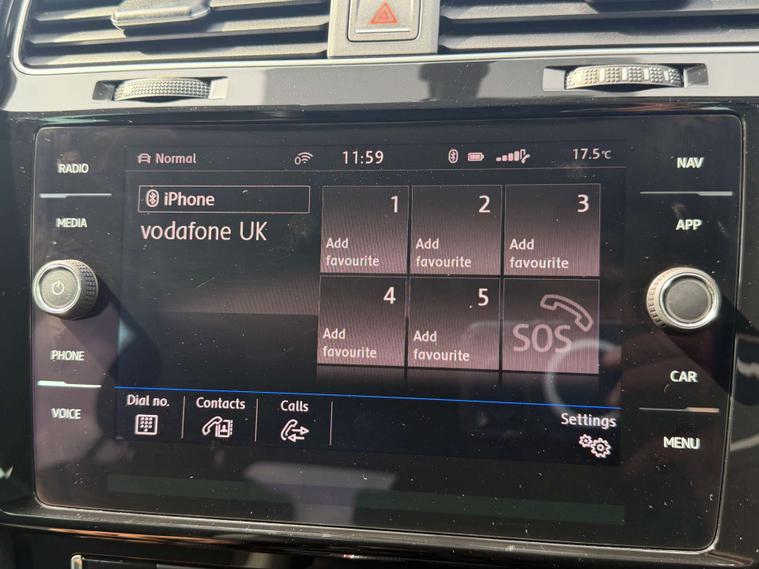 RADIO
MEDIA
PHONE
VOICE
Normal
0
11:59
17.5°C
iPhone
vodafone UK
1
Add
favourite
2
Add
favourite
3
Add
favourite
4
Add
favourite
5
Add
favourite
SOS
Dial no.
Contacts
Calls
Settings
NAV
APP
CAR
MENU